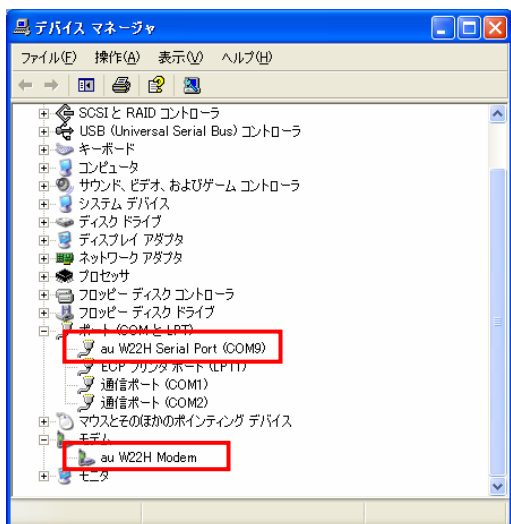 デバイス マネージャ
ファイル(F) 操作(A) 表示(V) ヘルプ(H)
SCSI と RAID コントローラ
USB (Universal Serial Bus) コントローラ
キーボード
コンピュータ
サウンド、ビデオ、およびゲーム コントローラ
システム デバイス
ディスク ドライブ
ディスプレイ アダプタ
ネットワーク アダプタ
プロセッサ
フロッピー ディスク コントローラ
フロッピー ディスク ドライブ
ポート (COM と LPT)
au W22H Serial Port (COM9)
ECP プリンタ ポート (LPT1)
通信ポート (COM1)
通信ポート (COM2)
マウスとそのほかのポインティング デバイス
モデム
au W22H Modem
モニタ